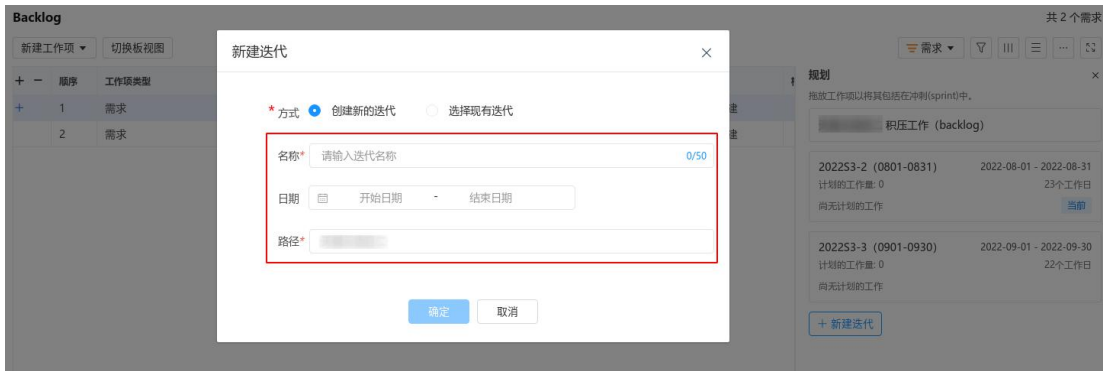 Backlog
共 2 个需求
新建工作项
切换板视图
需求
顺序
工作项类型
1
需求
2
需求
建
建
新建迭代
* 方式
创建新的迭代
选择现有迭代
名称*
请输入迭代名称
0/50
日期
开始日期 - 结束日期
路径*
确定
取消
规划
拖放工作项以将其包括在冲刺(sprint)中。
积压工作（backlog）
2022S3-2（0801-0831）
2022-08-01 - 2022-08-31
计划的工作量: 0
23个工作日
尚无计划的工作
当前
2022S3-3（0901-0930）
2022-09-01 - 2022-09-30
计划的工作量: 0
22个工作日
尚无计划的工作
+ 新建迭代